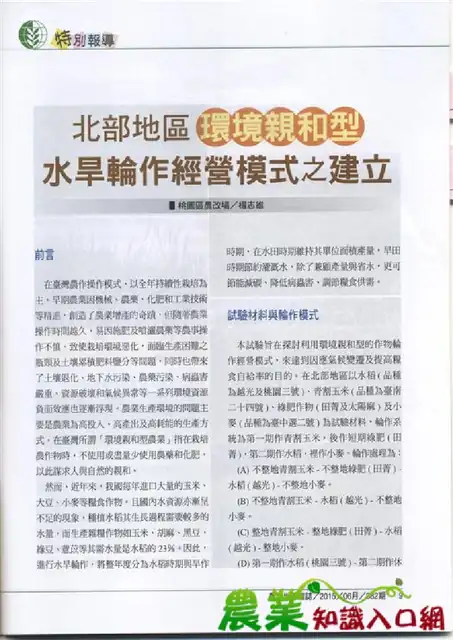 特別報導
北部地區 環境親和型
水旱輪作經營模式之建立
■ 桃園區農改場／楊志維
前言
在臺灣農作操作模式，以全年持續性栽培為
主，早期農業因機械、農藥、化肥和工業技術
等精進，創造了農業增產的奇蹟，但隨著農業
操作時間越久，易因施肥及噴灑農藥等農事操
作不慎，致使栽培環境惡化，面臨生產困難之
瓶頸及土壤累積肥料鹽分等問題，同時也帶來
了土壤退化、地下水污染、農藥污染、病蟲害
嚴重、資源破壞和氣候異常等一系列環境資源
負面效應也逐漸浮現。農業生產環境的問題主
要是農業為高投入、高產出及高耗能的生產方
式，在臺灣所謂「環境親和型農業」指在栽培
農作物時，不使用或盡量少使用農藥和化肥，
以此謀求人與自然的親和。
然而，近年來，我國每年進口大量的玉米、
大豆、小麥等糧食作物，且國內水資源亦漸呈
不足的現象，種植水稻其生長過程需要較多的
水量，而生產雜糧作物如玉米、胡麻、黑豆、
綠豆、薏苡等其需水量是水稻的 23%。因此，
進行水旱輪作，將整年度分為水稻時期與旱作
時期，在水田時期維持其單位面積產量，旱田
時期節約灌溉水，除了兼顧產量與省水，更可
節能減碳、降低病蟲害、調節糧食供需。
試驗材料與輪作模式
本試驗旨在探討利用環境親和型的作物輪
作經營模式，來達到因應氣候變遷及提高糧
食自給率的目的。在北部地區以水稻 ( 品種
為越光及桃園三號 )、青割玉米 ( 品種為臺南
二十四號 )、綠肥作物 ( 田菁及太陽麻 ) 及小
麥 ( 品種為臺中選二號 ) 為試驗材料。輪作系
統為第一期作青割玉米，後作短期綠肥 ( 田
菁 )，第二期作水稻，裡作小麥。輪作處理為：
(A) 不整地青割玉米 - 不整地綠肥 ( 田菁 ) -
水稻 ( 越光 ) - 不整地小麥。
(B) 不整地青割玉米 - 水稻 ( 越光 ) - 不整地
小麥。
(C) 整地青割玉米 - 整地綠肥 ( 田菁 ) - 水稻
( 越光 ) - 整地小麥。
(D) 第一期作水稻 ( 桃園三號 ) - 第二期作休
2015／06月／282期
農業知識入口網